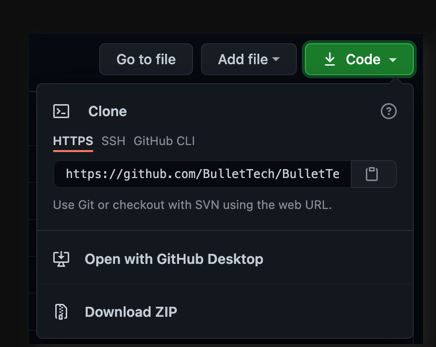 Go to file Add file Code
Clone
HTTPS SSH GitHub CLI
https://github.com/BulletTech/BulletTe
Use Git or checkout with SVN using the web URL.
Open with GitHub Desktop
Download ZIP